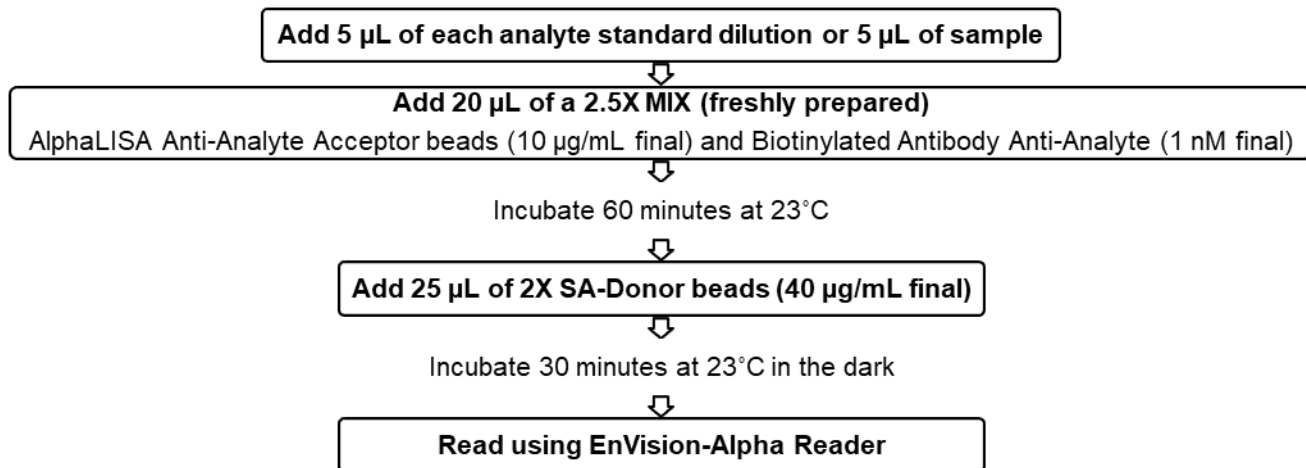 Add 5 µL of each analyte standard dilution or 5 µL of sample
Add 20 µL of a 2.5X MIX (freshly prepared)
AlphaLISA Anti-Analyte Acceptor beads (10 µg/mL final) and Biotinylated Antibody Anti-Analyte (1 nM final)
Incubate 60 minutes at 23˚C
Add 25 µL of 2X SA-Donor beads (40 µg/mL final)
Incubate 30 minutes at 23˚C in the dark
Read using EnVision-Alpha Reader